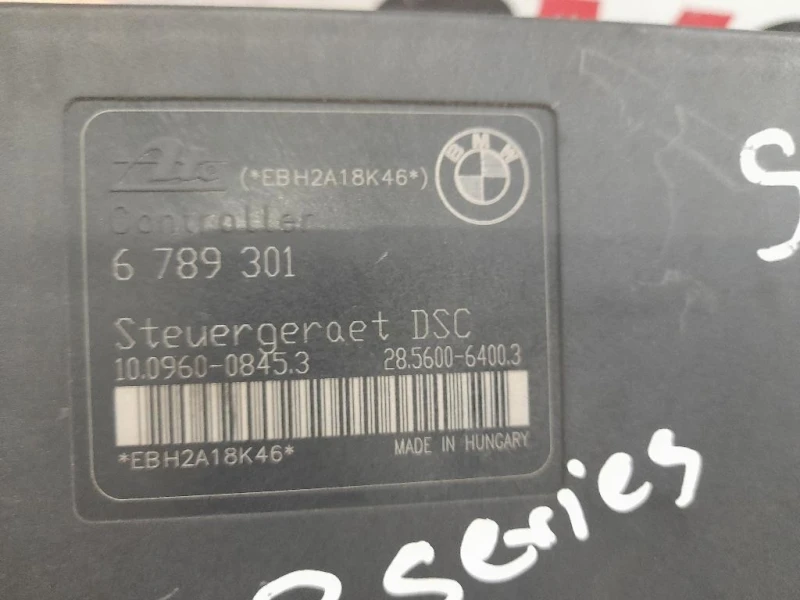 Ate (*EBH2A18K46*) BMW
Controller
6 789 301
Steuergeraet DSC
10.0960-0845.3 28.5600-6400.3
*EBH2A18K46* MADE IN HUNGARY
series